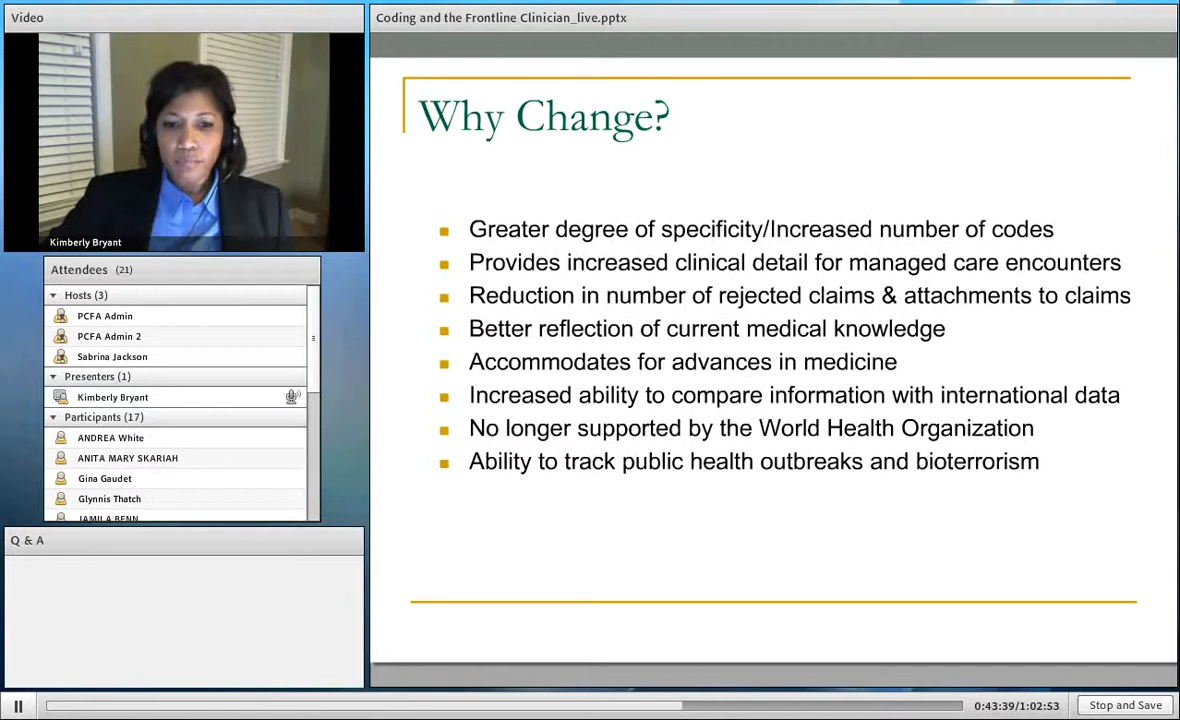 Video
Kimberly Bryant
Attendees (21)
Hosts (3)
PCFA Admin
PCFA Admin 2
Sabrina Jackson
Presenters (1)
Kimberly Bryant
Participants (17)
ANDREA White
ANITA MARY SKARIAH
Gina Gaudet
Glynnis Thatch
JAMILA BENN
Q & A
Coding and the Frontline Clinician_live.pptx
Why Change?
Greater degree of specificity/Increased number of codes
Provides increased clinical detail for managed care encounters
Reduction in number of rejected claims & attachments to claims
Better reflection of current medical knowledge
Accommodates for advances in medicine
Increased ability to compare information with international data
No longer supported by the World Health Organization
Ability to track public health outbreaks and bioterrorism
0:43:39/1:02:53
Stop and Save